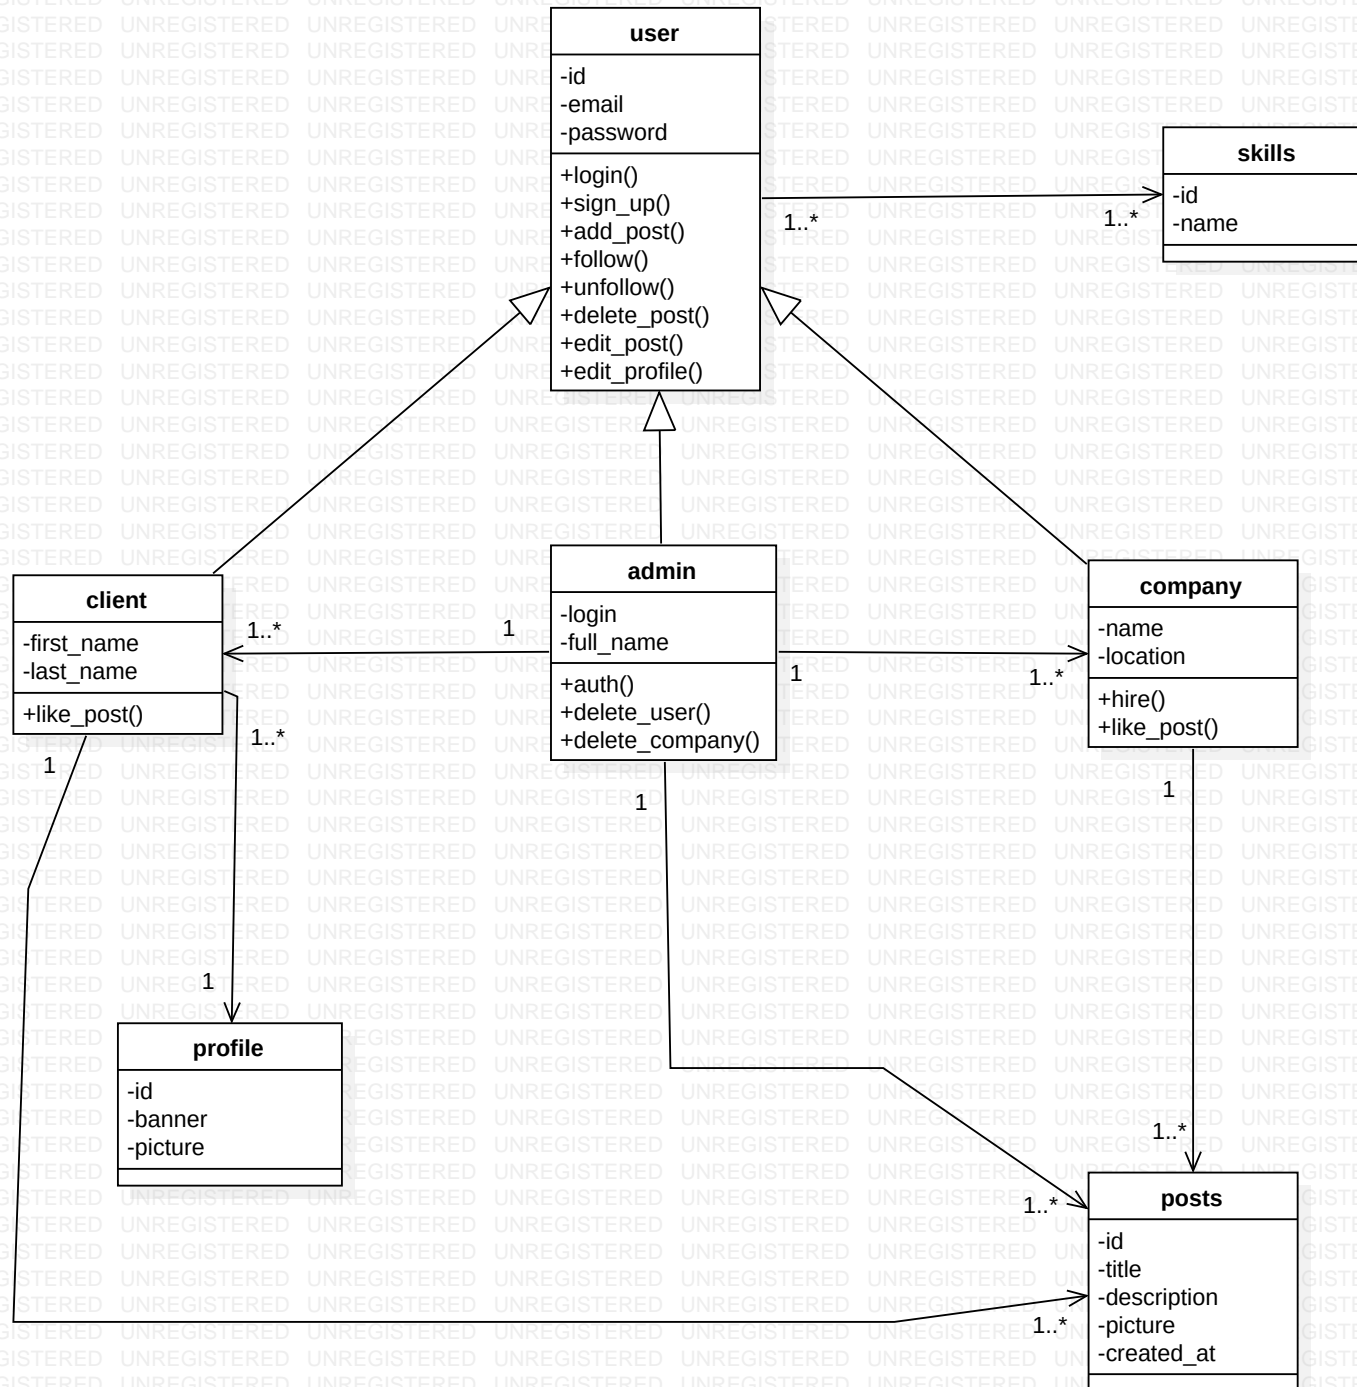 user
-id
-email
-password
+login()
+sign_up()
+add_post()
+follow()
+unfollow()
+delete_post()
+edit_post()
+edit_profile()
skills
-id
-name
1..*
1..*
client
-first_name
-last_name
+like_post()
admin
-login
-full_name
+auth()
+delete_user()
+delete_company()
company
-name
-location
+hire()
+like_post()
1..*
1
1
1..*
1
1..*
1
1
1
1..*
profile
-id
-banner
-picture
posts
-id
-title
-description
-picture
-created_at
1..*
1..*
UNREGISTERED